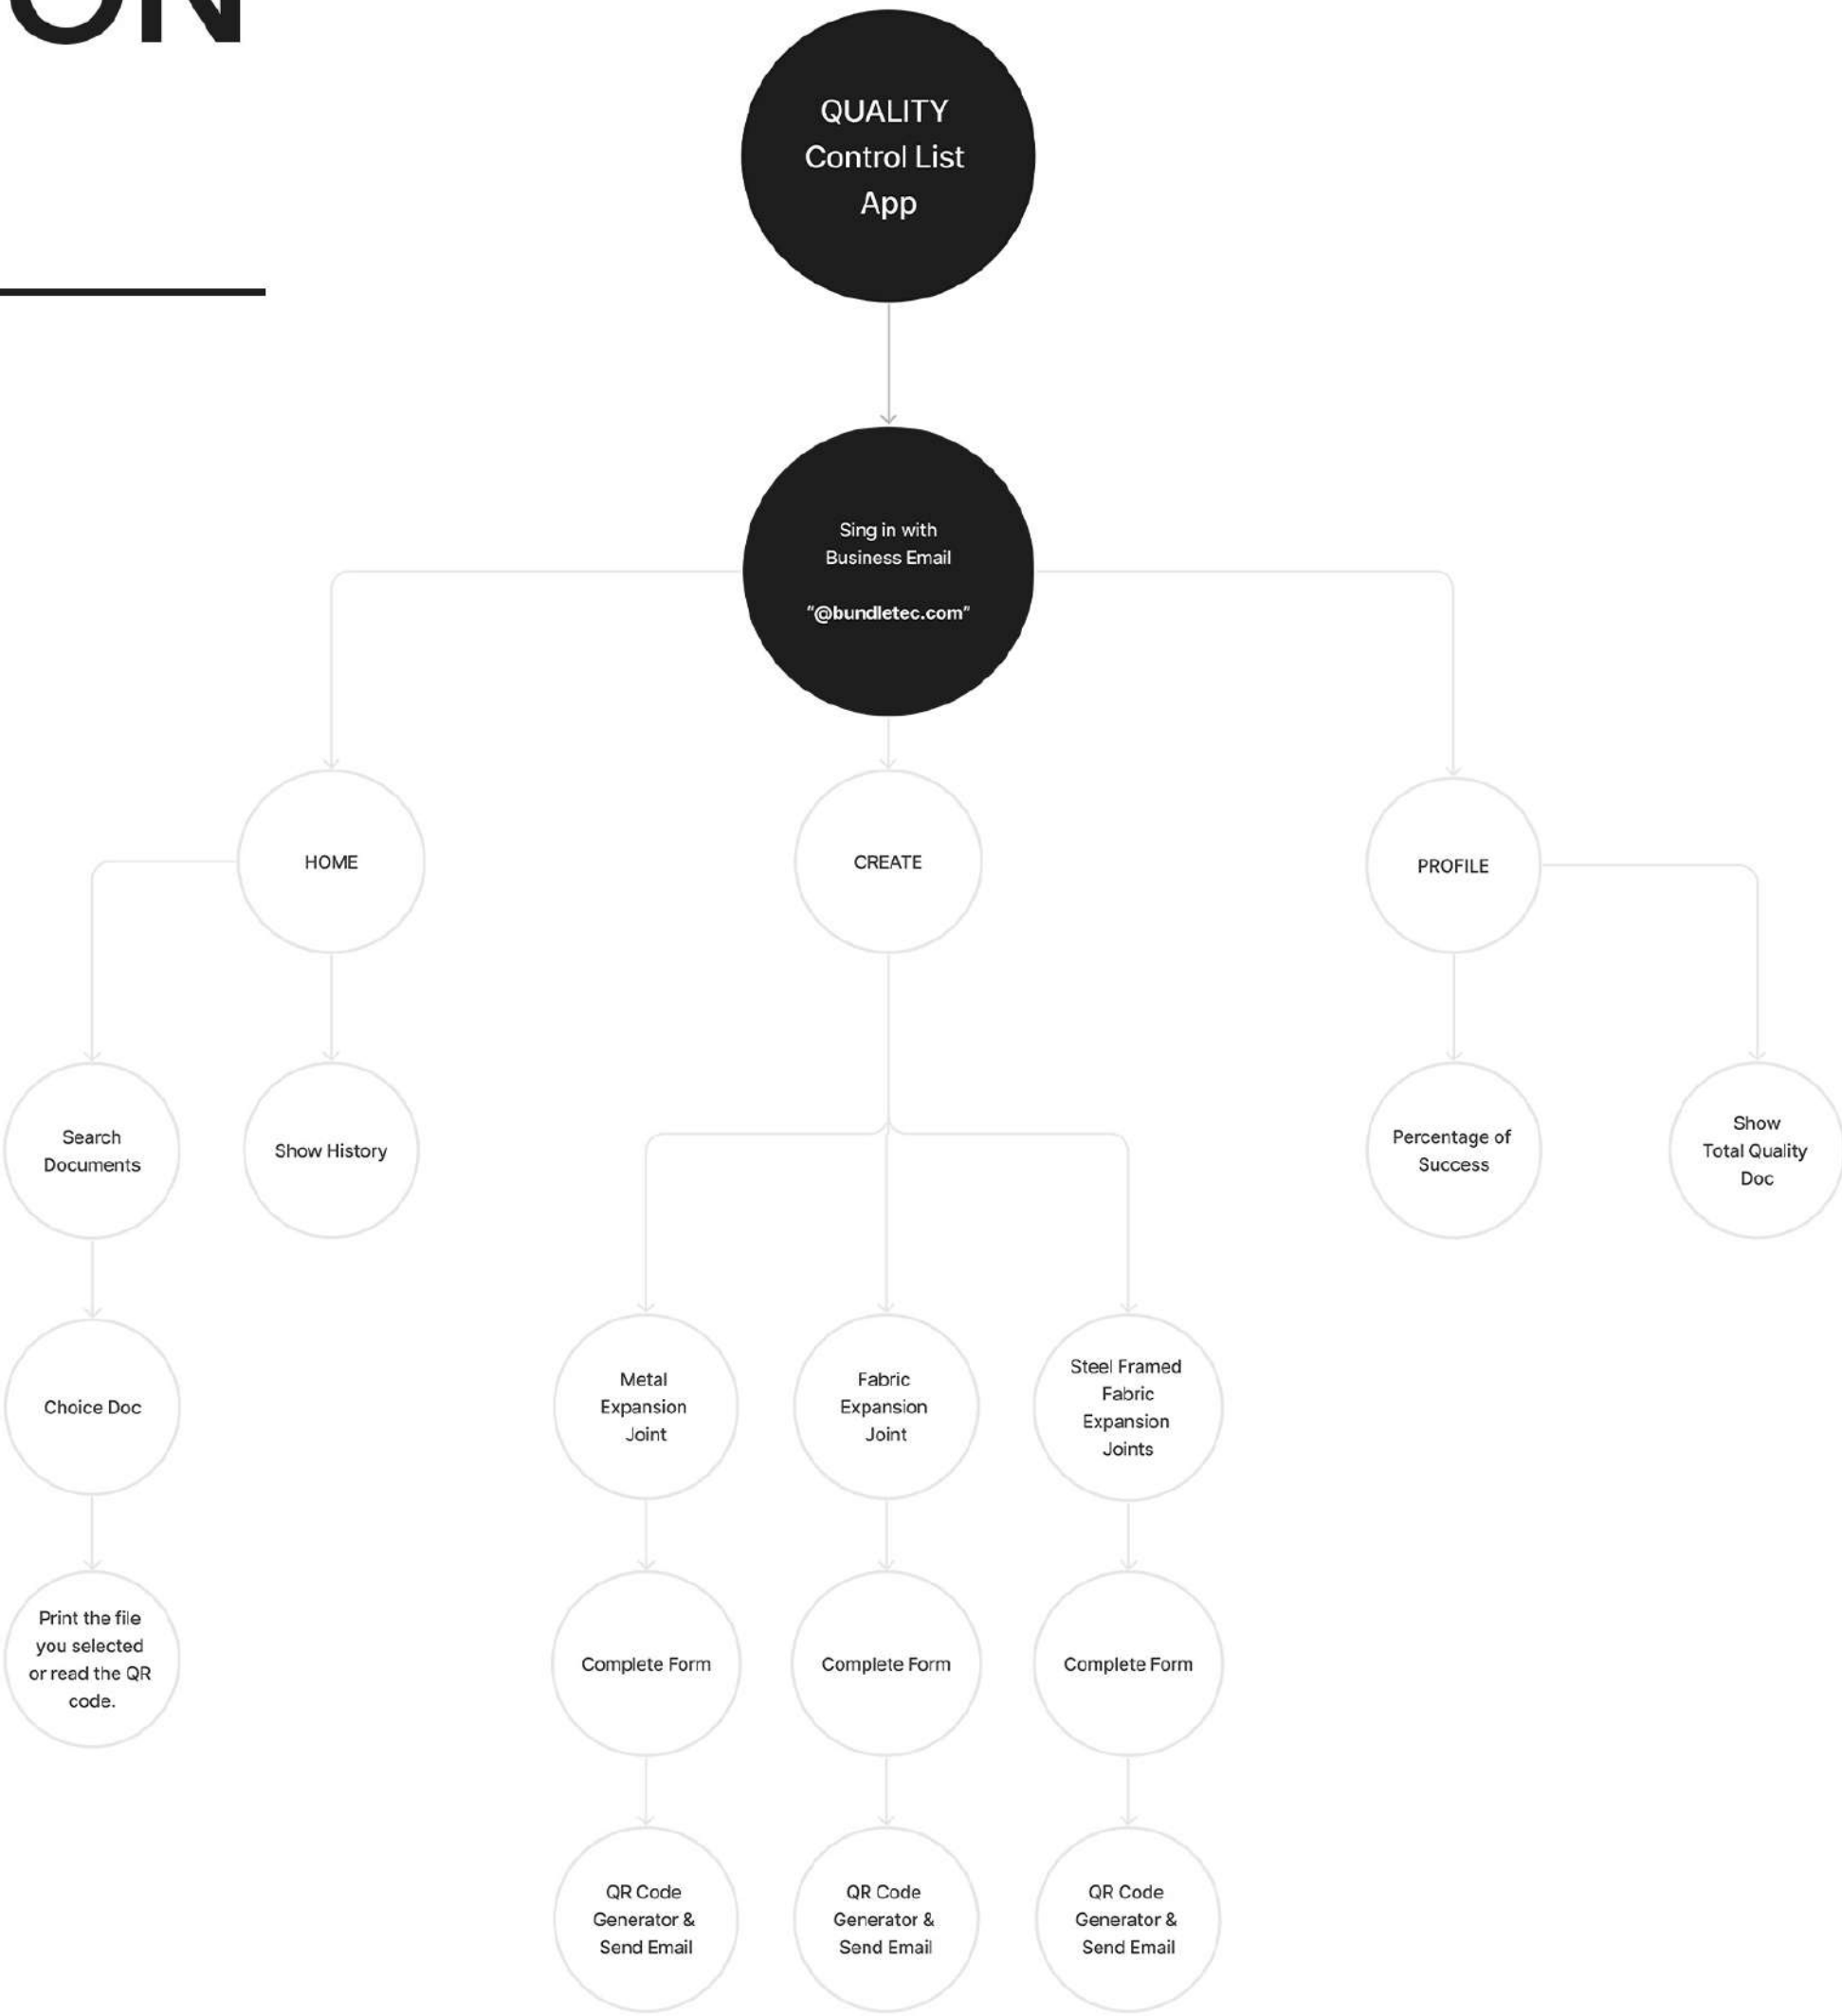 ON
QUALITY
Control List
App
Sing in with
Business Email
"@bundletec.com"
HOME
CREATE
PROFILE
Search
Documents
Show History
Percentage of
Success
Show
Total Quality
Doc
Choice Doc
Metal
Expansion
Joint
Fabric
Expansion
Joint
Steel Framed
Fabric
Expansion
Joints
Print the file
you selected
or read the QR
code.
Complete Form
Complete Form
Complete Form
QR Code
Generator &
Send Email
QR Code
Generator &
Send Email
QR Code
Generator &
Send Email